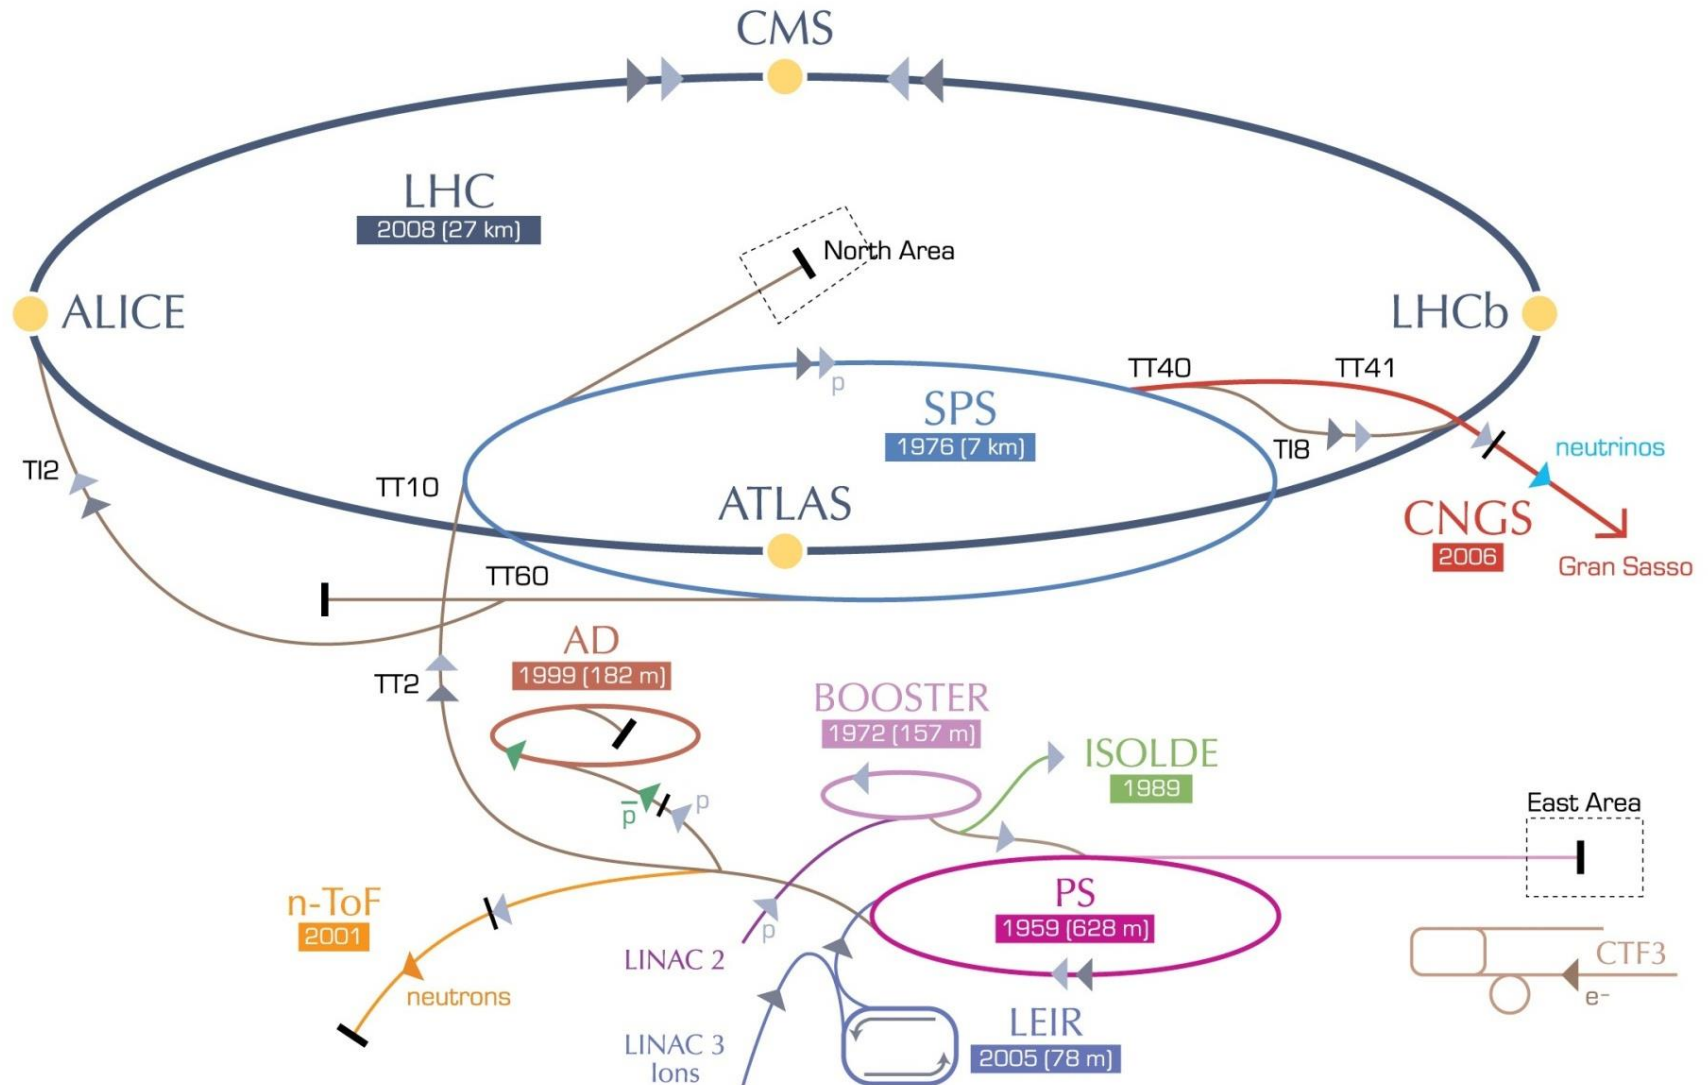 CMS
LHC
2008 (27 km)
North Area
ALICE
LHCb
p
TT40
TT41
SPS
1976 (7 km)
TI8
neutrinos
TI2
TT10
ATLAS
CNGS
2006
Gran Sasso
TT60
AD
1999 (182 m)
TT2
BOOSTER
1972 (157 m)
ISOLDE
1989
p̅
p
East Area
n-ToF
2001
PS
1959 (628 m)
p
LINAC 2
CTF3
neutrons
e⁻
LEIR
2005 (78 m)
LINAC 3
Ions